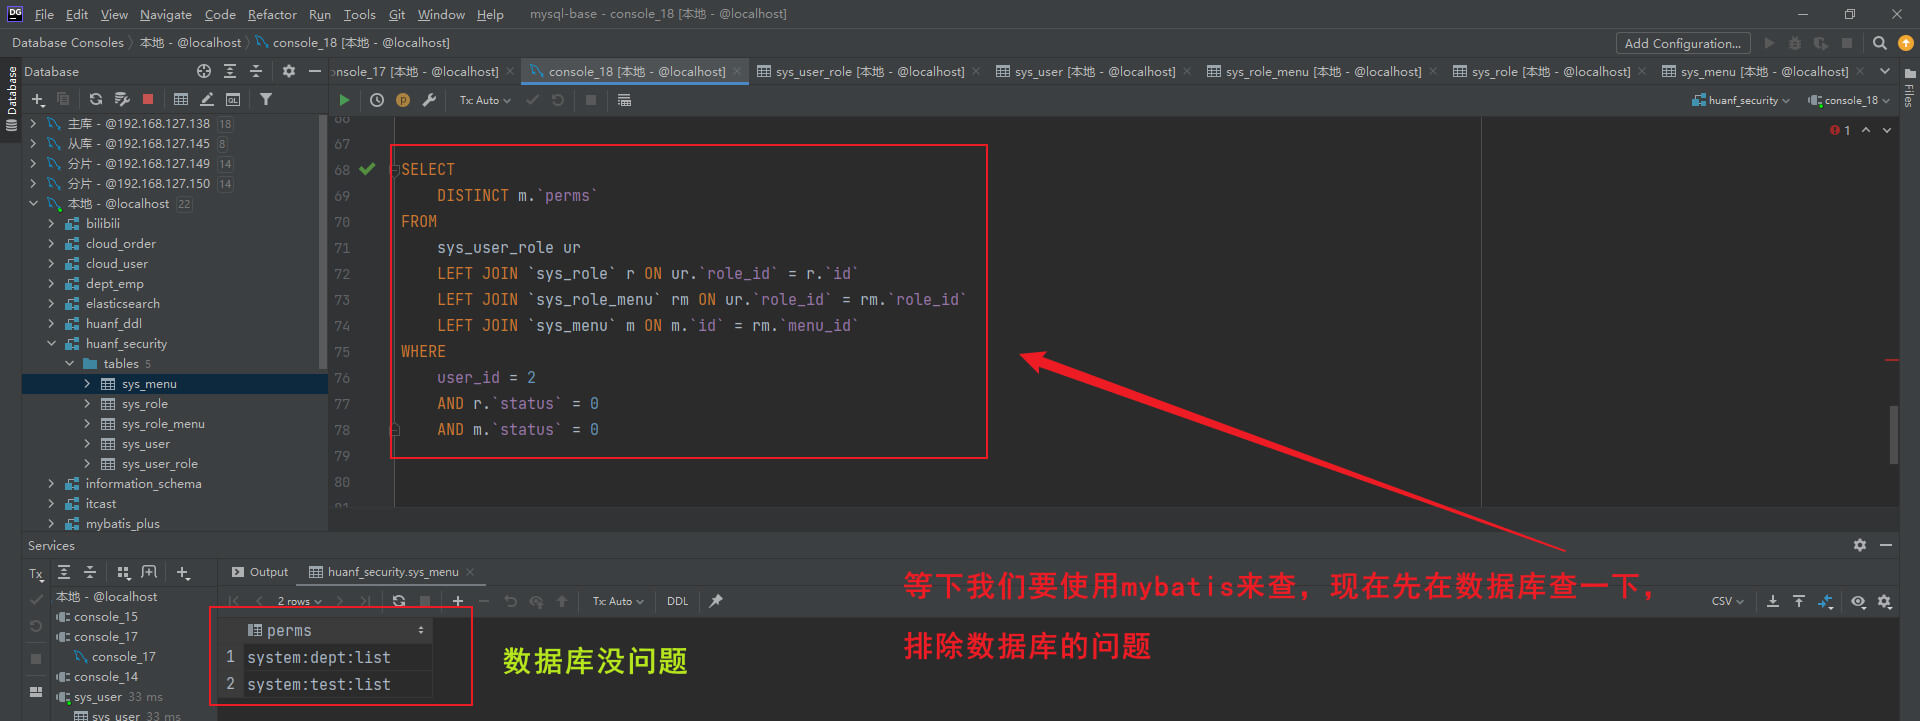 DG File Edit View Navigate Code Refactor Run Tools Git Window Help mysql-base - console_18 [本地 - @localhost]
Database Consoles 本地 - @localhost console_18 [本地 - @localhost] Add Configuration...
Database
onsole_17 [本地 - @localhost] console_18 [本地 - @localhost] sys_user_role [本地 - @localhost] sys_user [本地 - @localhost] sys_role_menu [本地 - @localhost] sys_role [本地 - @localhost] sys_menu [本地 - @localhost]
Database
Files
Tx: Auto huanf_security console_18
主库 - @192.168.127.138 18
从库 - @192.168.127.145 8
分片 - @192.168.127.149 14
分片 - @192.168.127.150 14
本地 - @localhost 22
bilibili
cloud_order
cloud_user
dept_emp
elasticsearch
huanf_ddl
huanf_security
tables 5
sys_menu
sys_role
sys_role_menu
sys_user
sys_user_role
information_schema
itcast
mybatis_plus
1
66
67
68 SELECT
69 DISTINCT m.`perms`
70 FROM
71 sys_user_role ur
72 LEFT JOIN `sys_role` r ON ur.`role_id` = r.`id`
73 LEFT JOIN `sys_role_menu` rm ON ur.`role_id` = rm.`role_id`
74 LEFT JOIN `sys_menu` m ON m.`id` = rm.`menu_id`
75 WHERE
76 user_id = 2
77 AND r.`status` = 0
78 AND m.`status` = 0
79
80
81
Services
Tx
本地 - @localhost
console_15
console_17
console_17
console_14
sys_user 33 ms
sys_user 33 ms
Output huanf_security.sys_menu
2 rows Tx: Auto DDL CSV
perms
1 system:dept:list
2 system:test:list
数据库没问题
等下我们要使用mybatis来查，现在先在数据库查一下，
排除数据库的问题